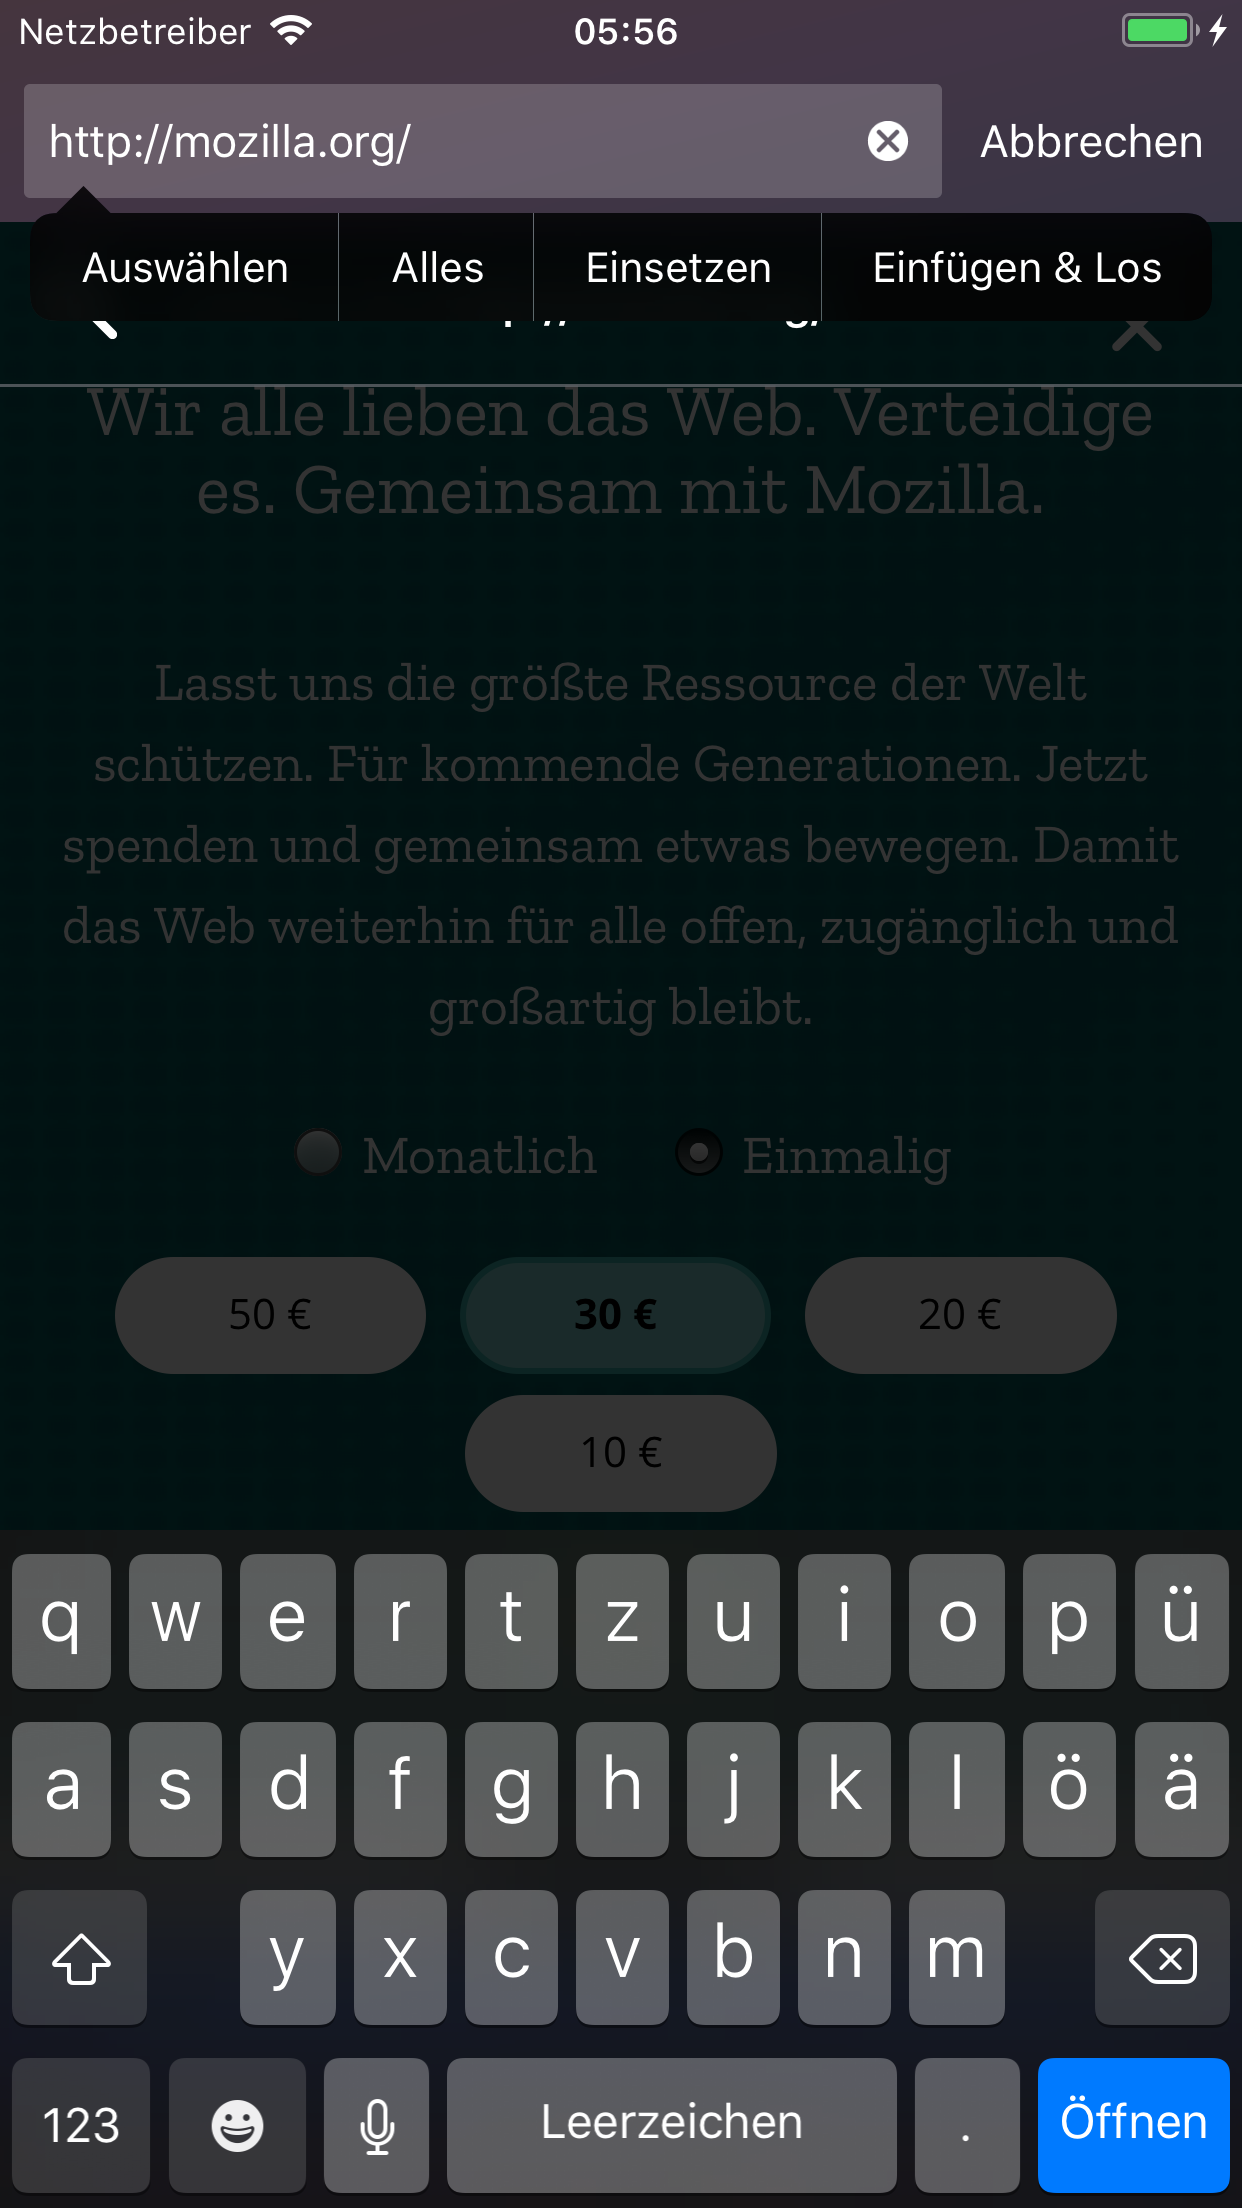 Netzbetreiber 05:56
http://mozilla.org/ Abbrechen
Auswählen Alles Einsetzen Einfügen & Los
Wir alle lieben das Web. Verteidige
es. Gemeinsam mit Mozilla.
Lasst uns die größte Ressource der Welt
schützen. Für kommende Generationen. Jetzt
spenden und gemeinsam etwas bewegen. Damit
das Web weiterhin für alle offen, zugänglich und
großartig bleibt.
Monatlich Einmalig
50 € 30 € 20 €
10 €
q w e r t z u i o p ü
a s d f g h j k l ö ä
y x c v b n m
123 Leerzeichen . Öffnen